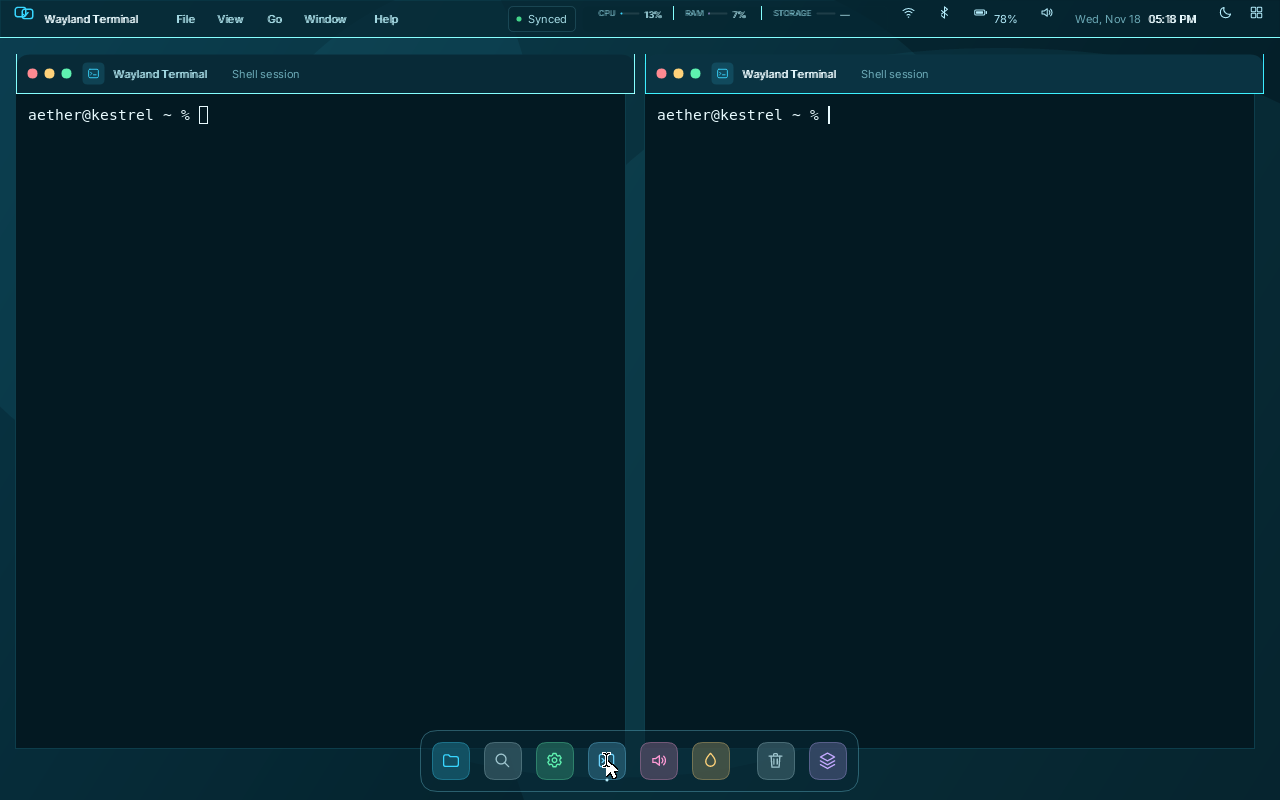 Wayland Terminal File View Go Window Help Synced CPU 13% RAM 7% STORAGE — 78% Wed, Nov 18 05:18 PM
Wayland Terminal Shell session
aether@kestrel ~ %
Wayland Terminal Shell session
aether@kestrel ~ %